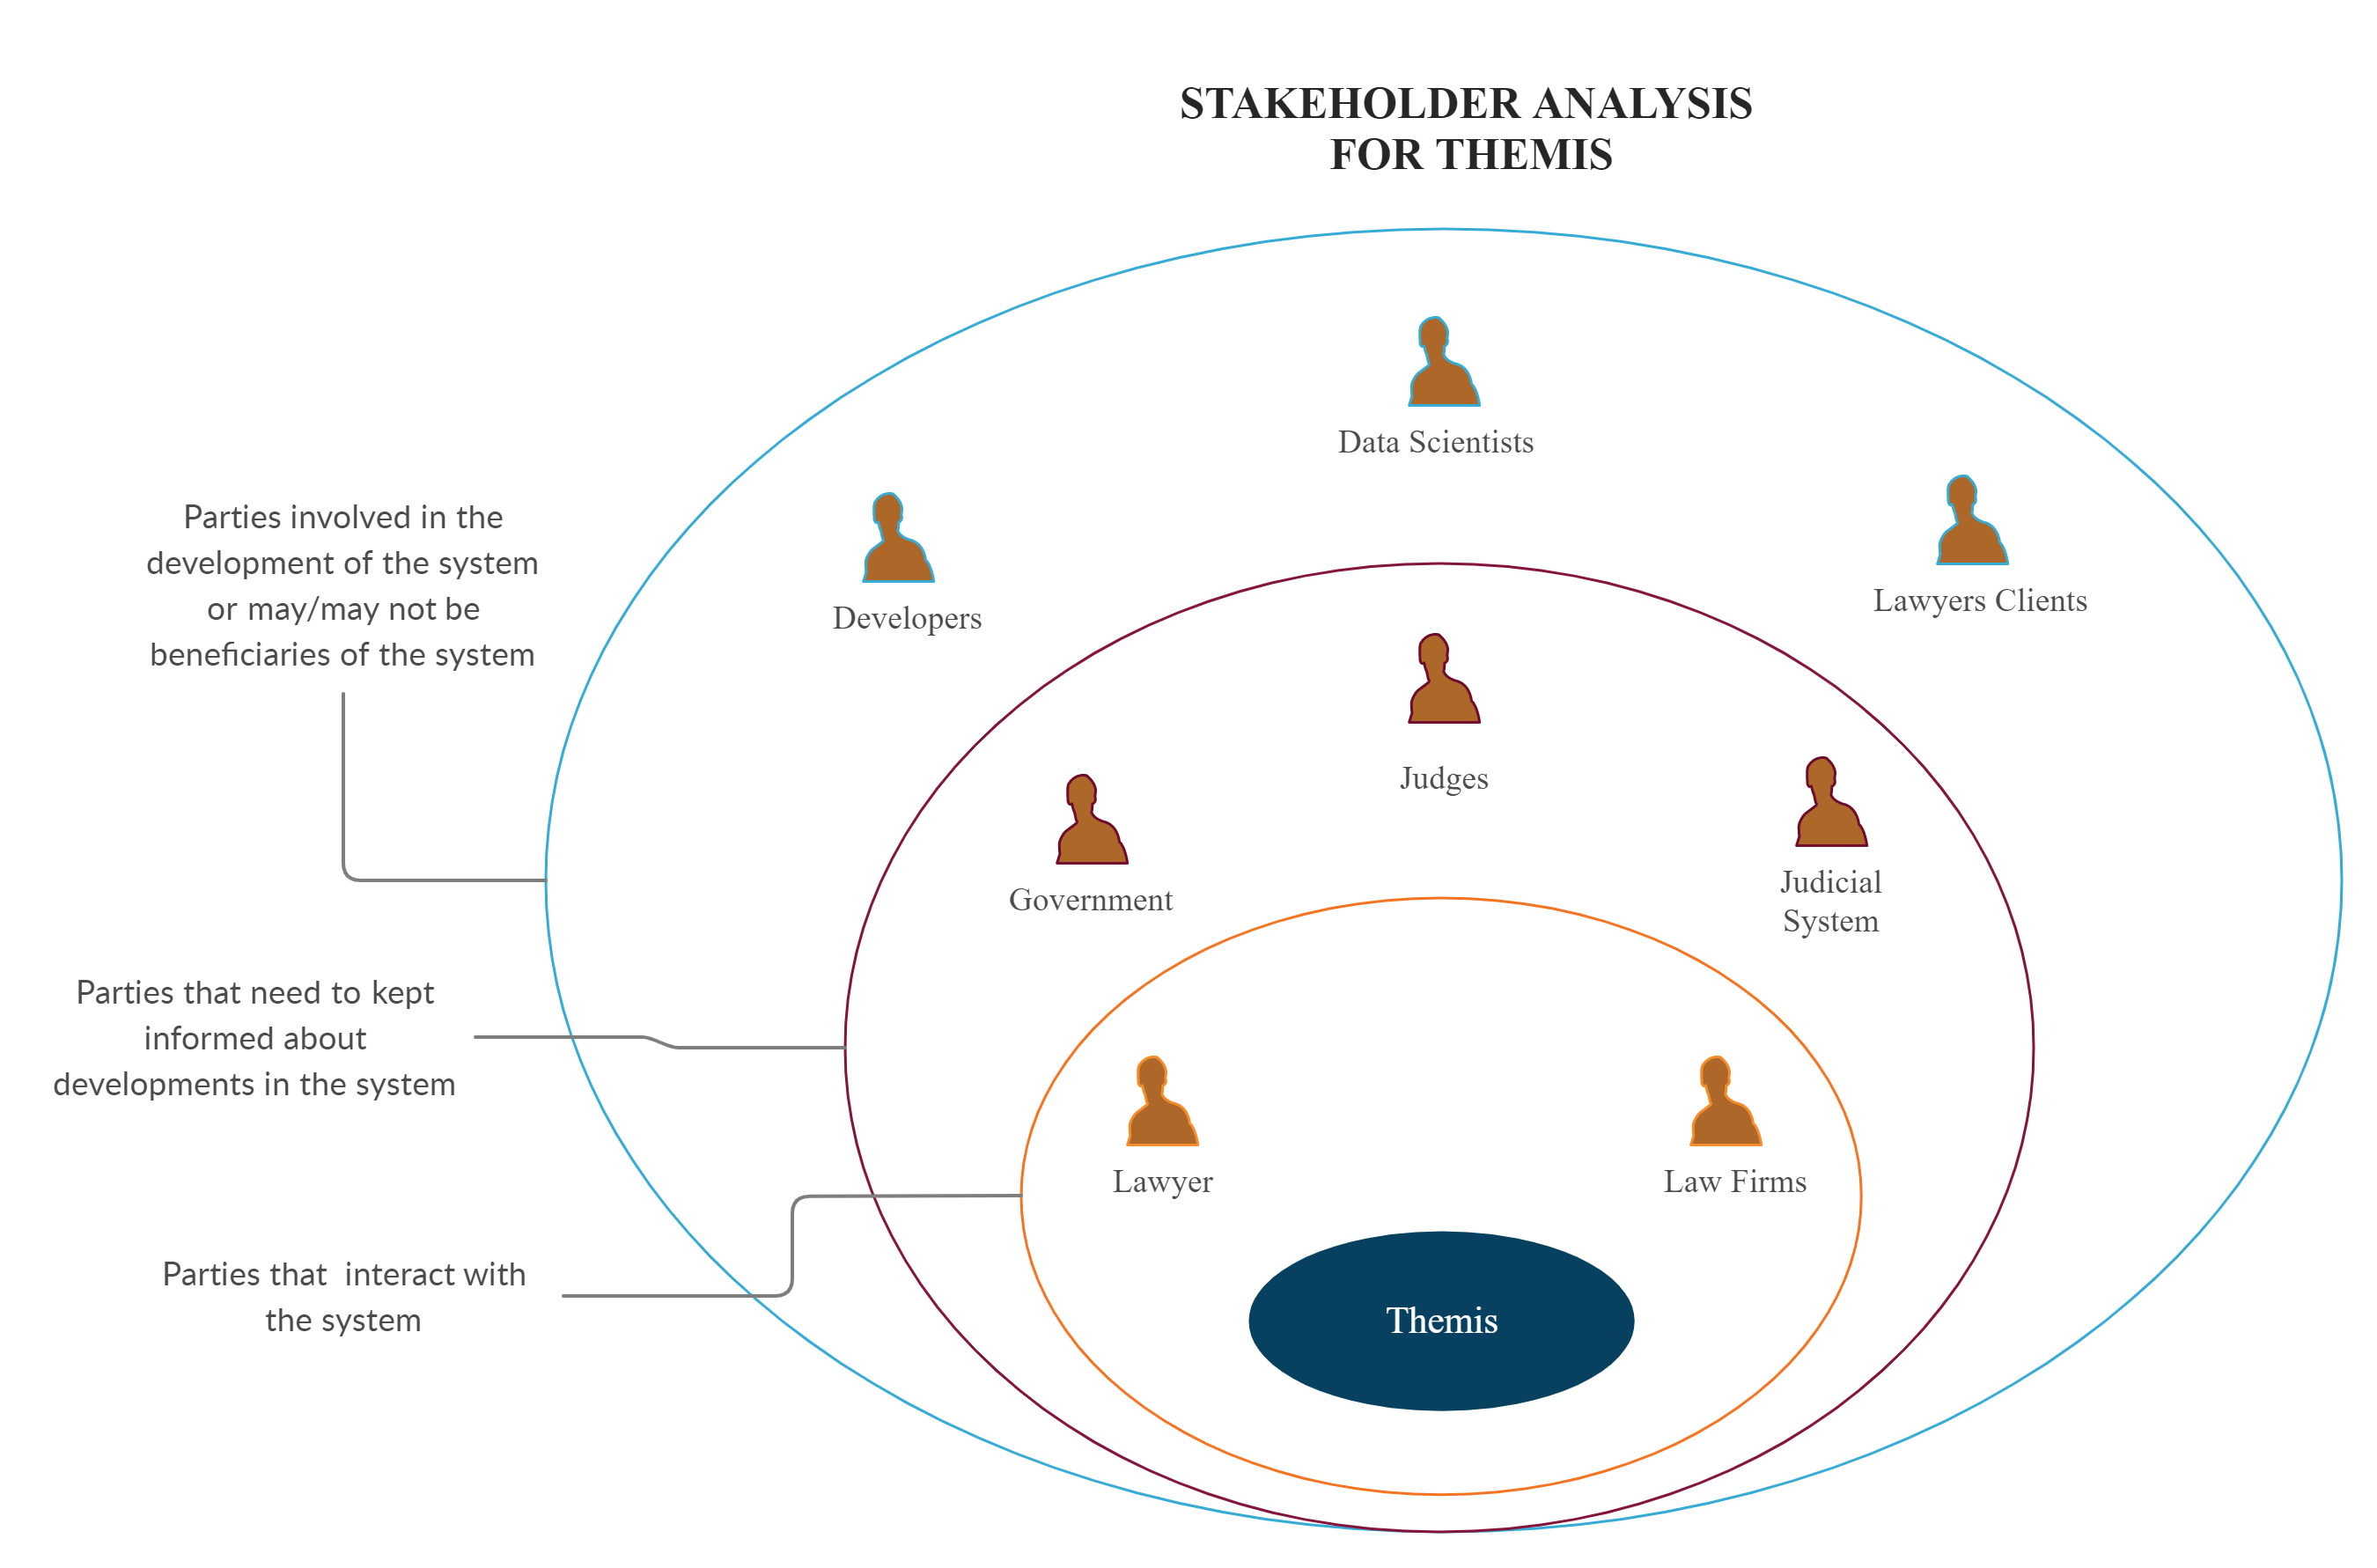 STAKEHOLDER ANALYSIS
FOR THEMIS
Data Scientists
Developers
Lawyers Clients
Parties involved in the
development of the system
or may/may not be
beneficiaries of the system
Judges
Government
Judicial
System
Parties that need to kept
informed about
developments in the system
Lawyer
Law Firms
Parties that  interact with
the system
Themis